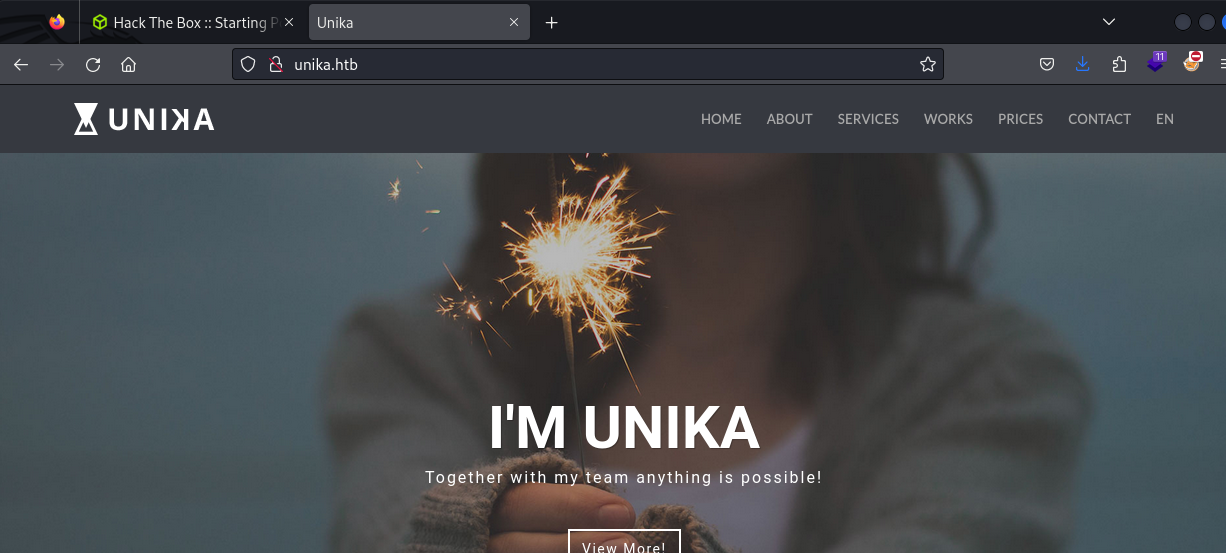 Hack The Box :: Starting P
Unika
unika.htb
11
UNIKA
HOME ABOUT SERVICES WORKS PRICES CONTACT EN
I'M UNIKA
Together with my team anything is possible!
View More!